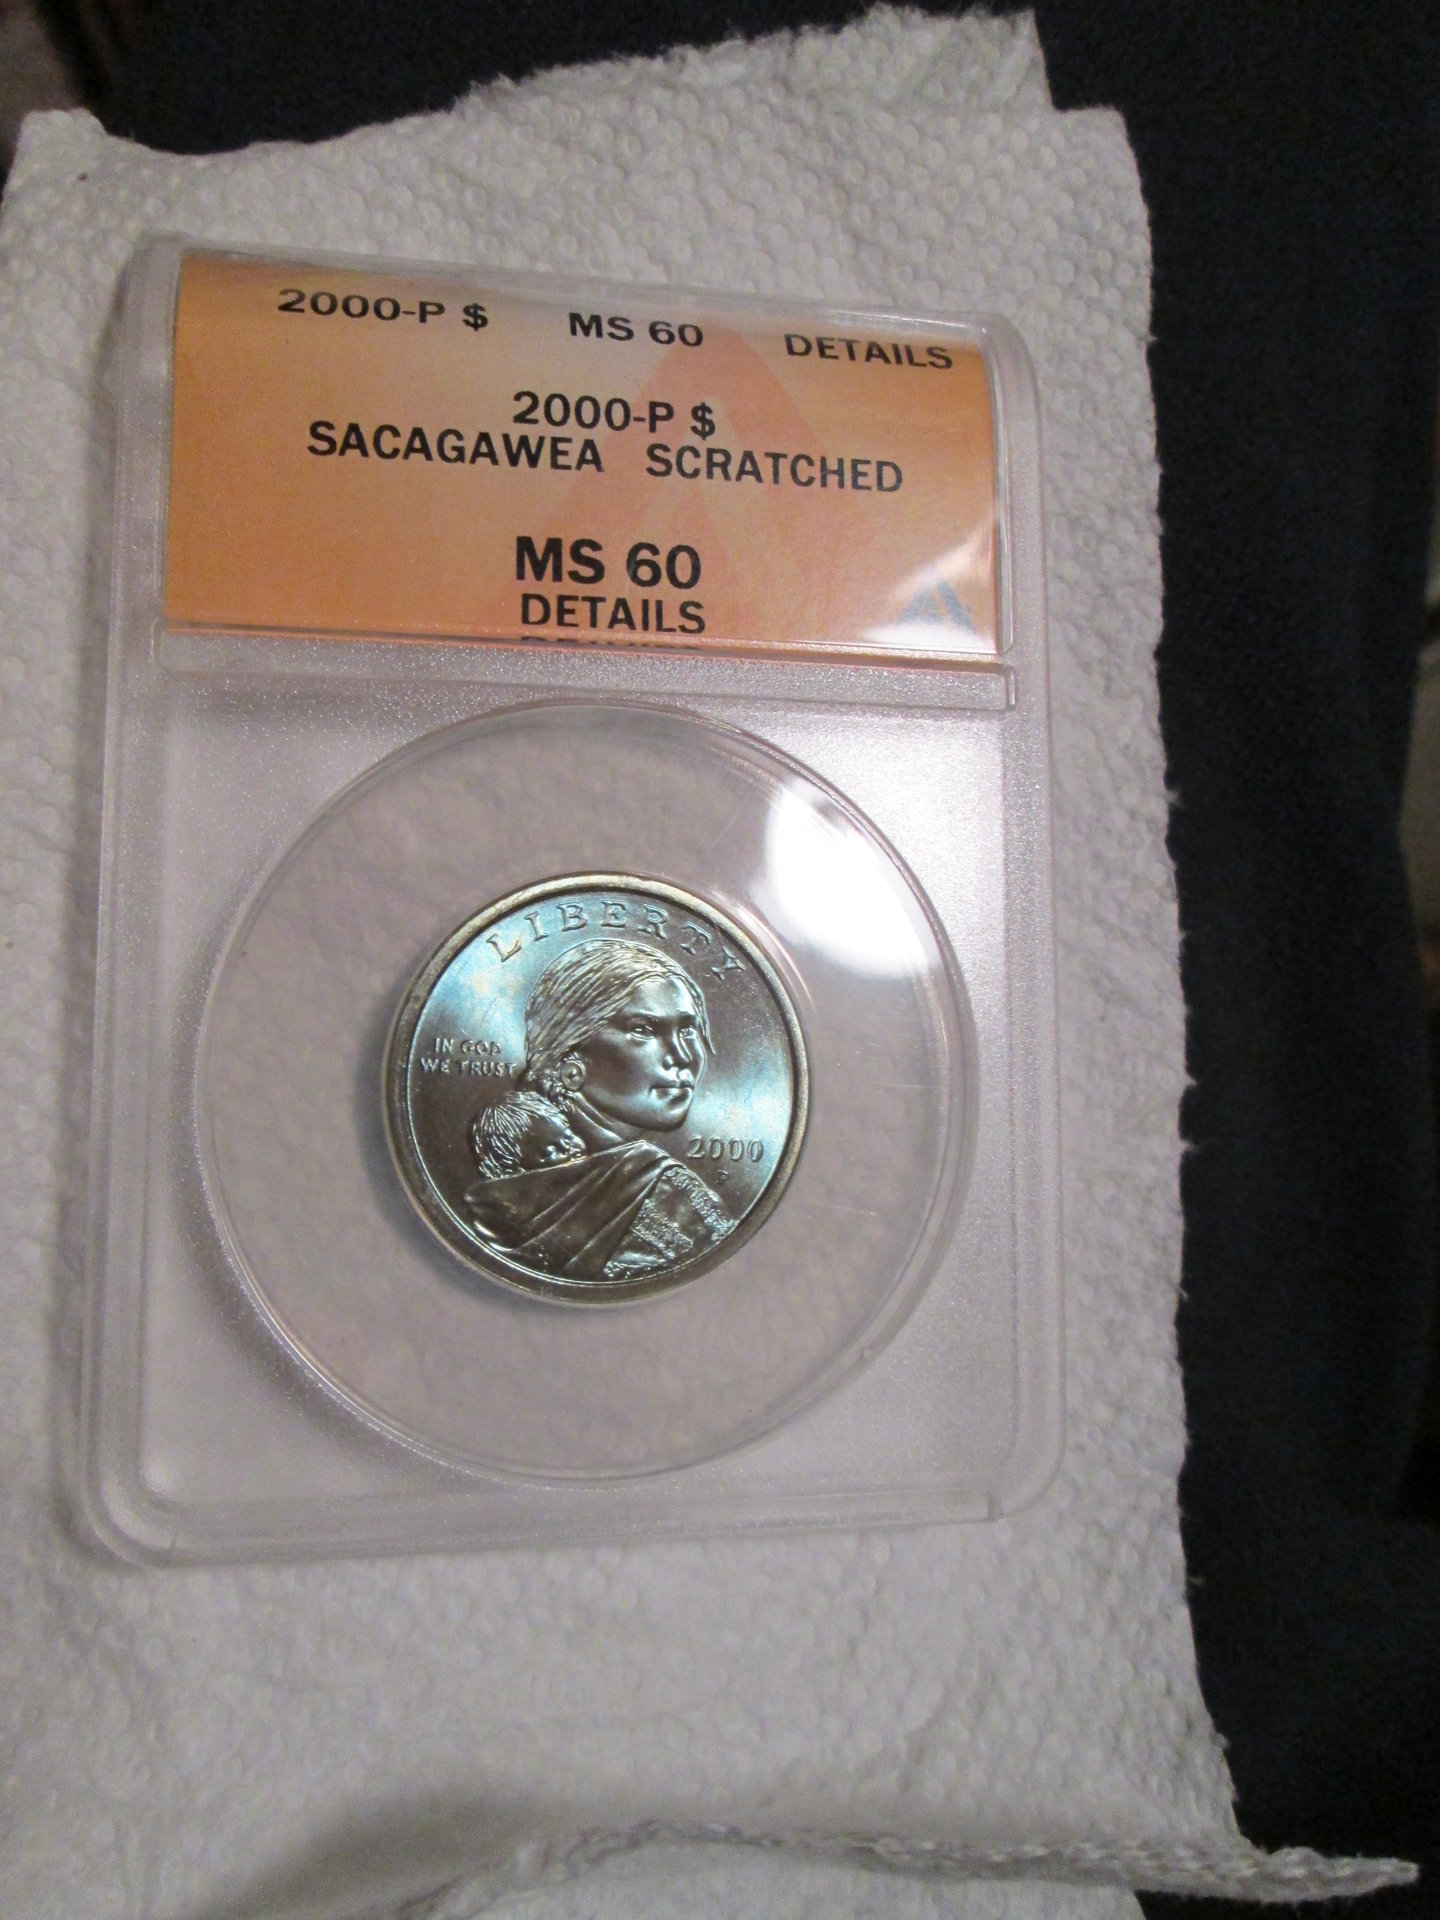 2000-P $ MS 60 DETAILS
2000-P $
SACAGAWEA SCRATCHED
MS 60
DETAILS
LIBERTY
IN GOD
WE TRUST
2000
P